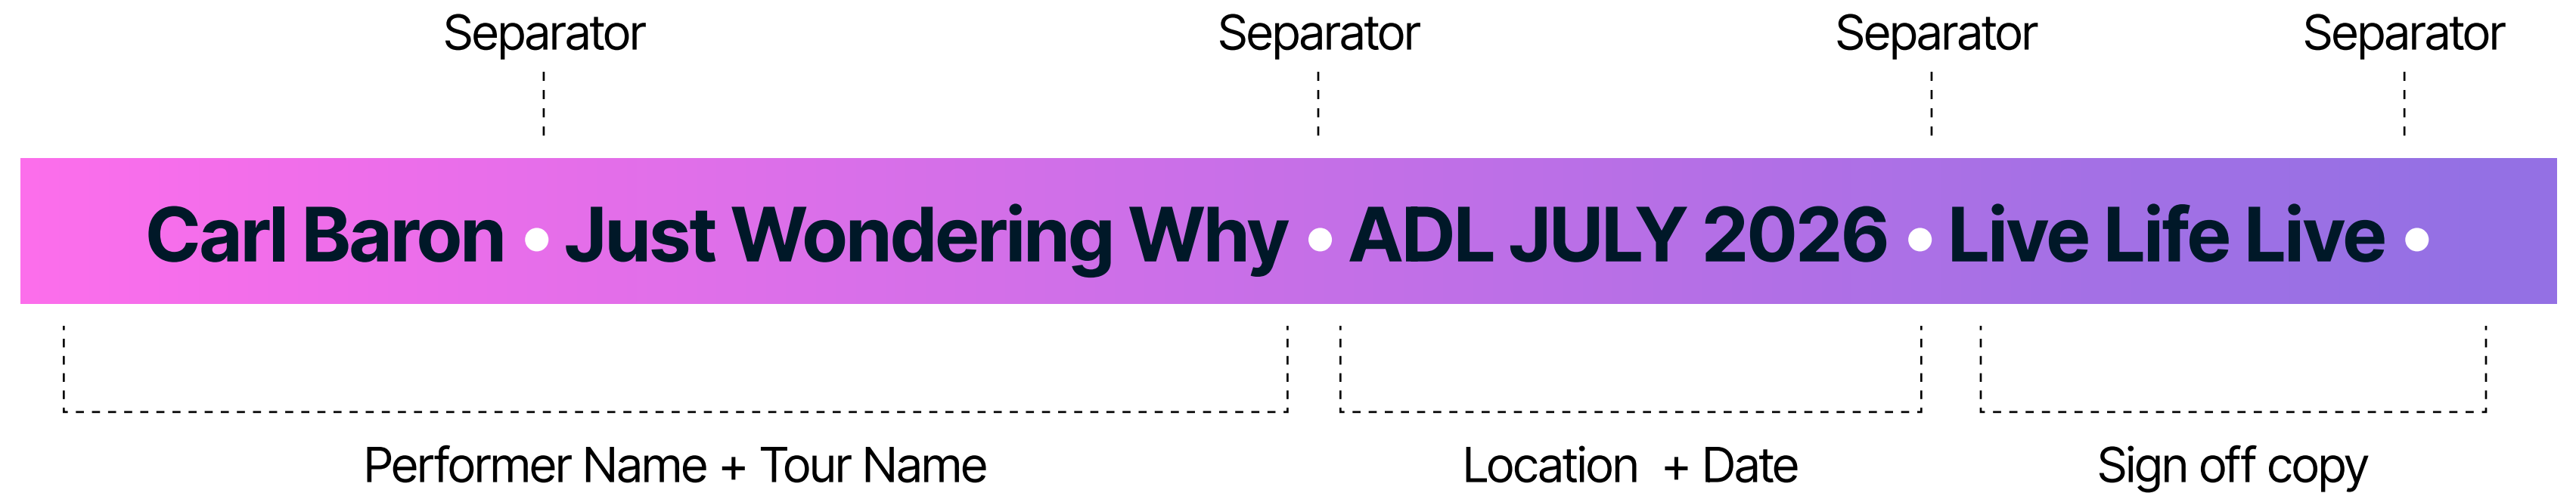 Separator Separator Separator Separator
Carl Baron • Just Wondering Why • ADL JULY 2026 • Live Life Live •
Performer Name + Tour Name Location + Date Sign off copy